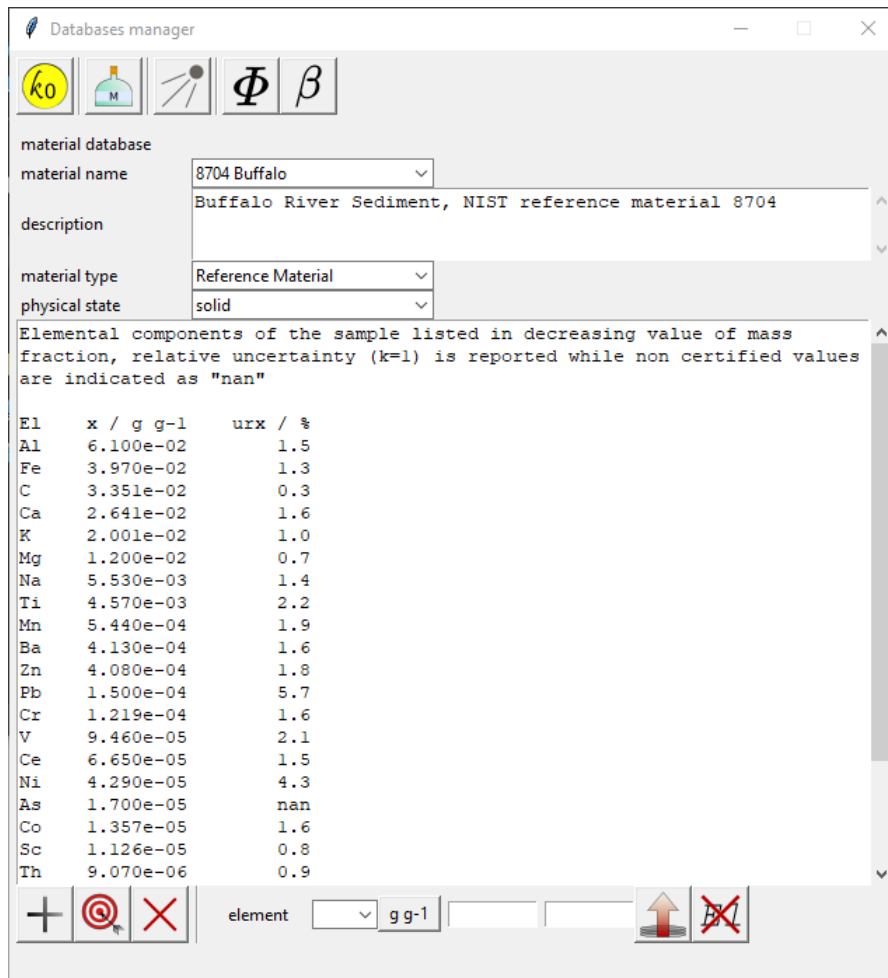 Databases manager
k0
M
Φ
β
material database
material name 8704 Buffalo
description Buffalo River Sediment, NIST reference material 8704
material type Reference Material
physical state solid
Elemental components of the sample listed in decreasing value of mass
fraction, relative uncertainty (k=1) is reported while non certified values
are indicated as "nan"
El x / g g-1 urx / %
Al 6.100e-02 1.5
Fe 3.970e-02 1.3
C 3.351e-02 0.3
Ca 2.641e-02 1.6
K 2.001e-02 1.0
Mg 1.200e-02 0.7
Na 5.530e-03 1.4
Ti 4.570e-03 2.2
Mn 5.440e-04 1.9
Ba 4.130e-04 1.6
Zn 4.080e-04 1.8
Pb 1.500e-04 5.7
Cr 1.219e-04 1.6
V 9.460e-05 2.1
Ce 6.650e-05 1.5
Ni 4.290e-05 4.3
As 1.700e-05 nan
Co 1.357e-05 1.6
Sc 1.126e-05 0.8
Th 9.070e-06 0.9
element g g-1 El